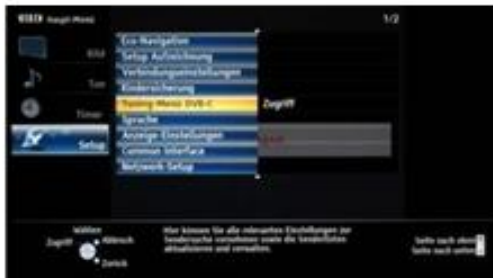 VIERA Haupt-Menü
1/2
Bild
Ton
Timer
Setup
Eco-Navigation
Setup Aufzeichnung
Verbindungseinstellungen
Kindersicherung
Tuning-Menü DVB-C
Zugriff
Sprache
Anzeige-Einstellungen
Common Interface
Network-Setup
Wählen
Zugriff
Abbruch
Zurück
Hier können Sie alle relevanten Einstellungen zur
Sendersuche vornehmen sowie die Senderlisten
aktualisieren und verwalten.
Seite nach oben
Seite nach unten